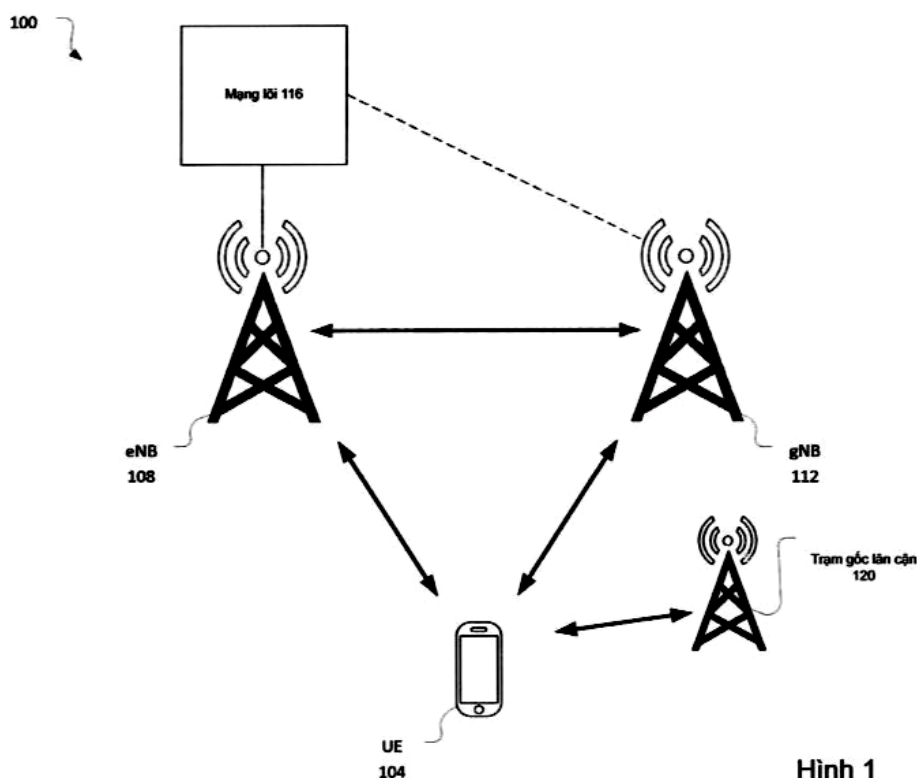 100
Mạng lõi 116
eNB
108
gNB
112
Trạm gốc lân cận
120
UE
104
Hình 1